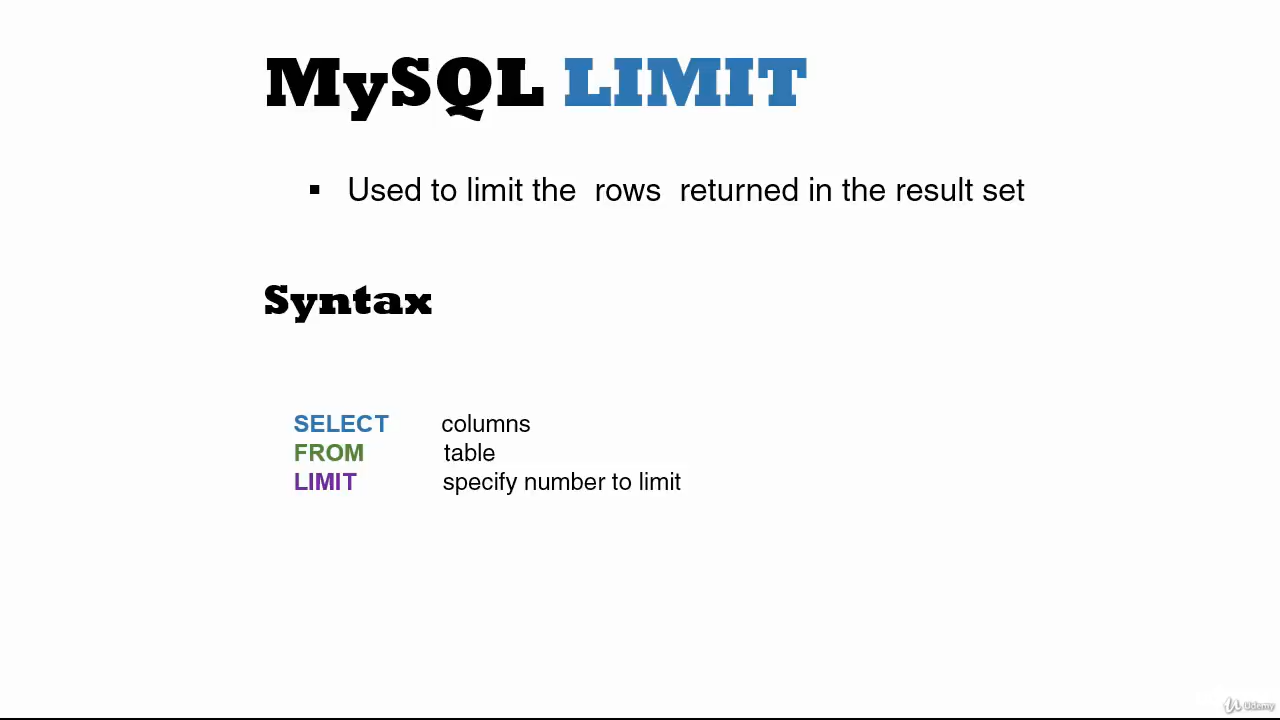 MySQL LIMIT
▪ Used to limit the rows returned in the result set
Syntax
SELECT columns
FROM table
LIMIT specify number to limit
Udemy